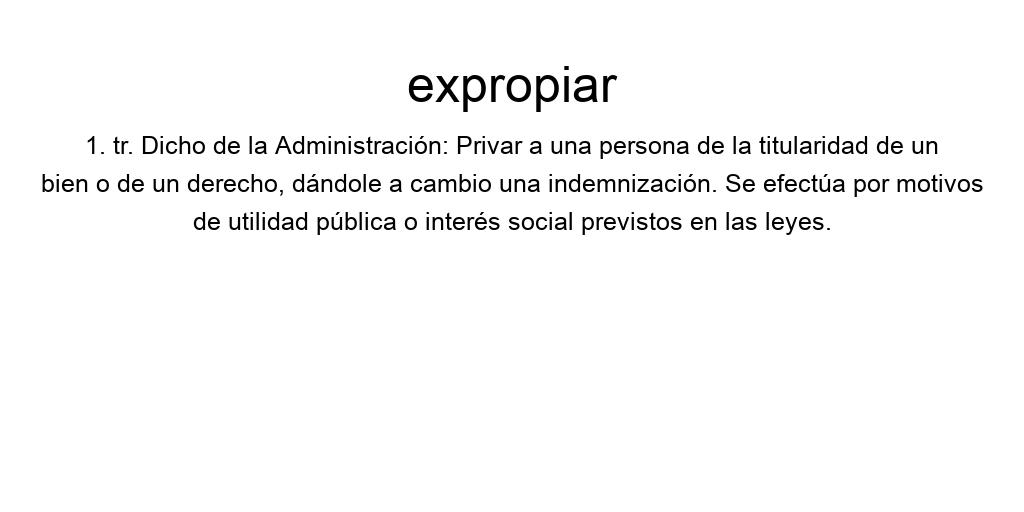 expropiar
1. tr. Dicho de la Administración: Privar a una persona de la titularidad de un
bien o de un derecho, dándole a cambio una indemnización. Se efectúa por motivos
de utilidad pública o interés social previstos en las leyes.